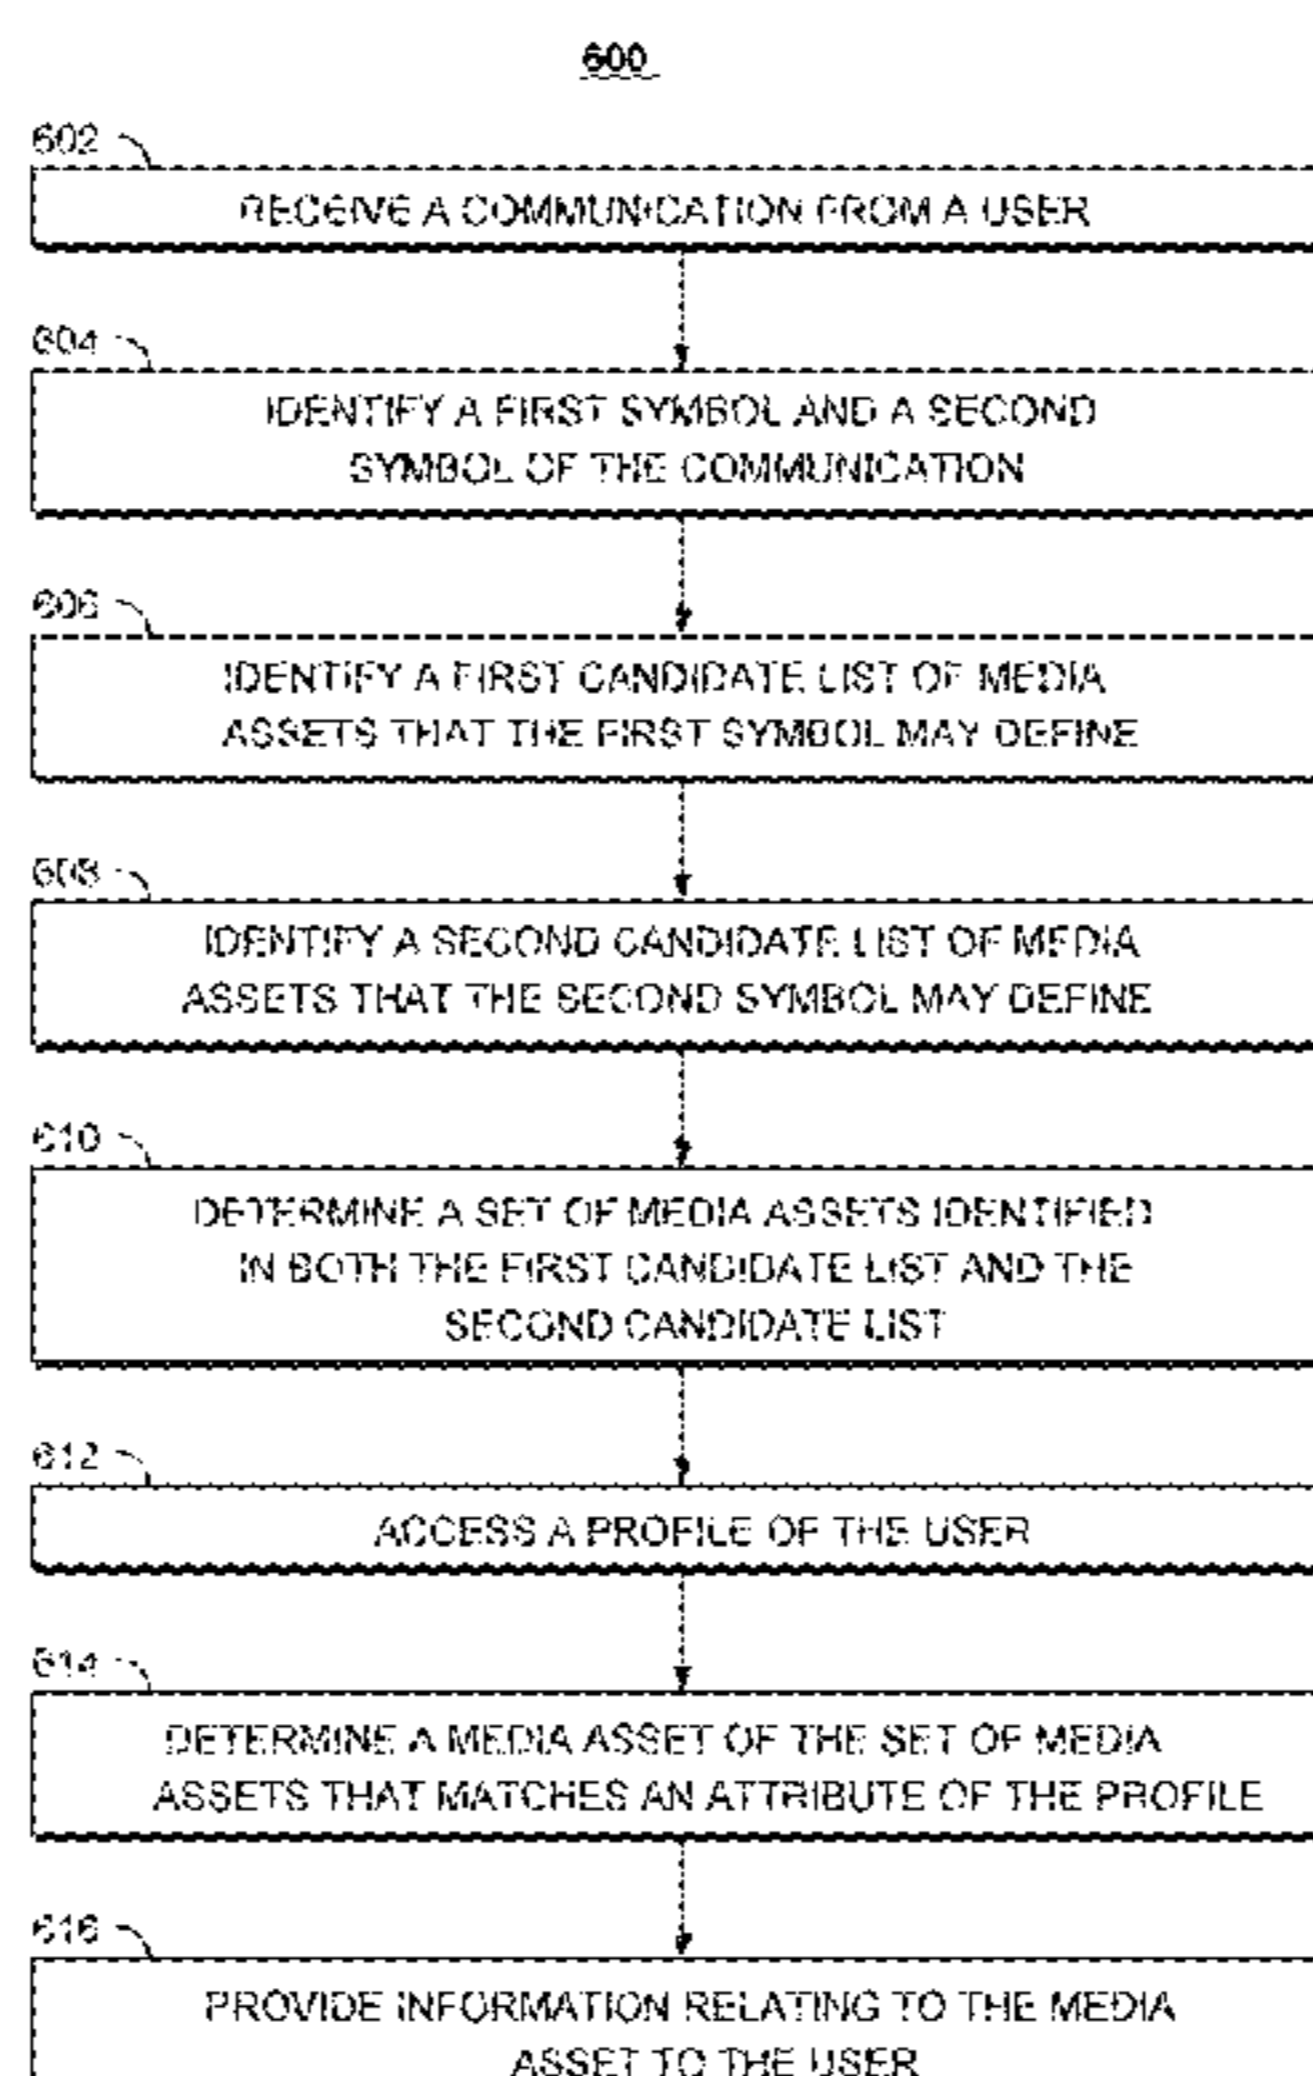 600
602
RECEIVE A COMMUNICATION FROM A USER
604
IDENTIFY A FIRST SYMBOL AND A SECOND
SYMBOL OF THE COMMUNICATION
606
IDENTIFY A FIRST CANDIDATE LIST OF MEDIA
ASSETS THAT THE FIRST SYMBOL MAY DEFINE
608
IDENTIFY A SECOND CANDIDATE LIST OF MEDIA
ASSETS THAT THE SECOND SYMBOL MAY DEFINE
610
DETERMINE A SET OF MEDIA ASSETS IDENTIFIED
IN BOTH THE FIRST CANDIDATE LIST AND THE
SECOND CANDIDATE LIST
612
ACCESS A PROFILE OF THE USER
614
DETERMINE A MEDIA ASSET OF THE SET OF MEDIA
ASSETS THAT MATCHES AN ATTRIBUTE OF THE PROFILE
616
PROVIDE INFORMATION RELATING TO THE MEDIA
ASSET TO THE USER